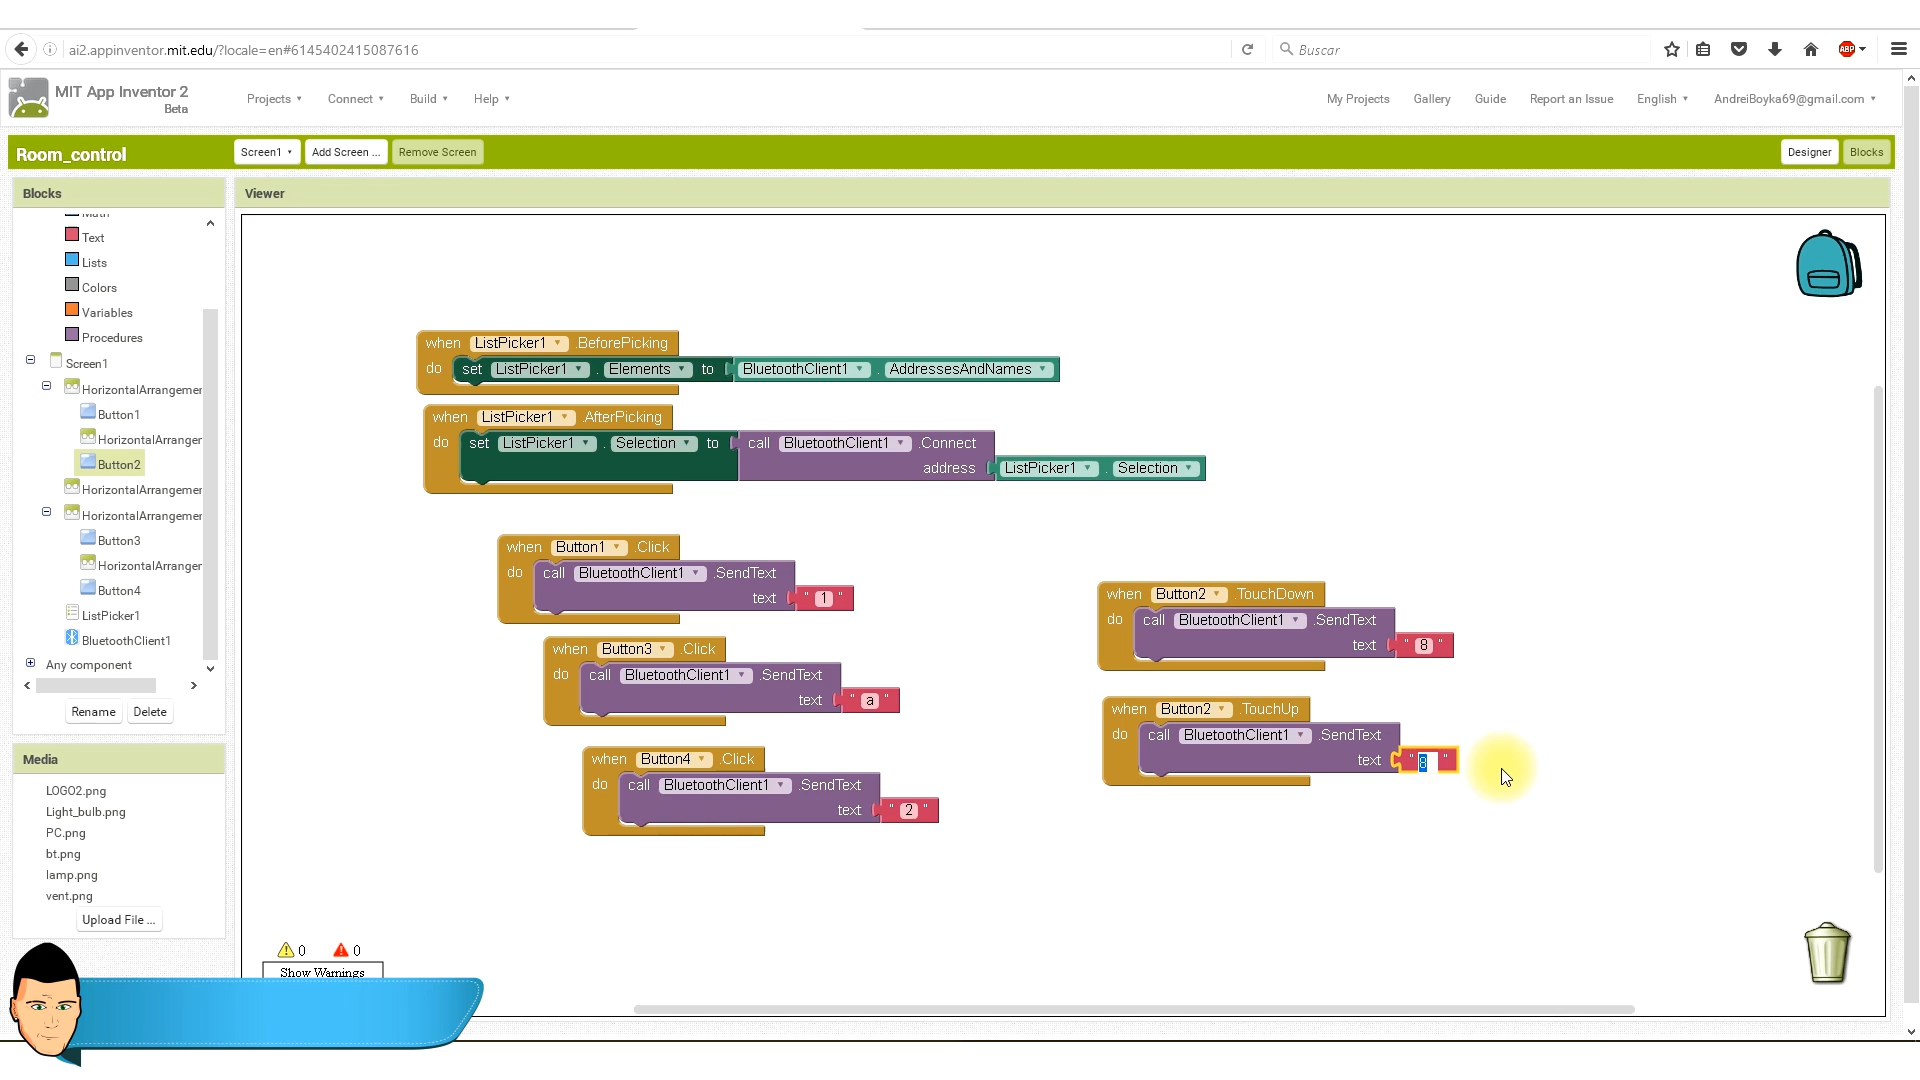 ai2.appinventor.mit.edu/?locale=en#6145402415087616
Buscar
ABP
MIT App Inventor 2
Beta
Projects
Connect
Build
Help
My Projects
Gallery
Guide
Report an Issue
English
AndreiBoyka69@gmail.com
Room_control
Screen1
Add Screen ...
Remove Screen
Designer
Blocks
Blocks
Viewer
Math
Text
Lists
Colors
Variables
Procedures
Screen1
HorizontalArrangemer
Button1
HorizontalArranger
Button2
HorizontalArrangemer
HorizontalArrangemer
Button3
HorizontalArranger
Button4
ListPicker1
BluetoothClient1
Any component
Rename
Delete
Media
LOGO2.png
Light_bulb.png
PC.png
bt.png
lamp.png
vent.png
Upload File ...
when ListPicker1 .BeforePicking
do set ListPicker1 . Elements to BluetoothClient1 . AddressesAndNames
when ListPicker1 .AfterPicking
do set ListPicker1 . Selection to call BluetoothClient1 .Connect
address ListPicker1 . Selection
when Button1 .Click
do call BluetoothClient1 .SendText
text " 1 "
when Button3 .Click
do call BluetoothClient1 .SendText
text " a "
when Button4 .Click
do call BluetoothClient1 .SendText
text " 2 "
when Button2 .TouchDown
do call BluetoothClient1 .SendText
text " 8 "
when Button2 .TouchUp
do call BluetoothClient1 .SendText
text " 8 "
0 0
Show Warnings